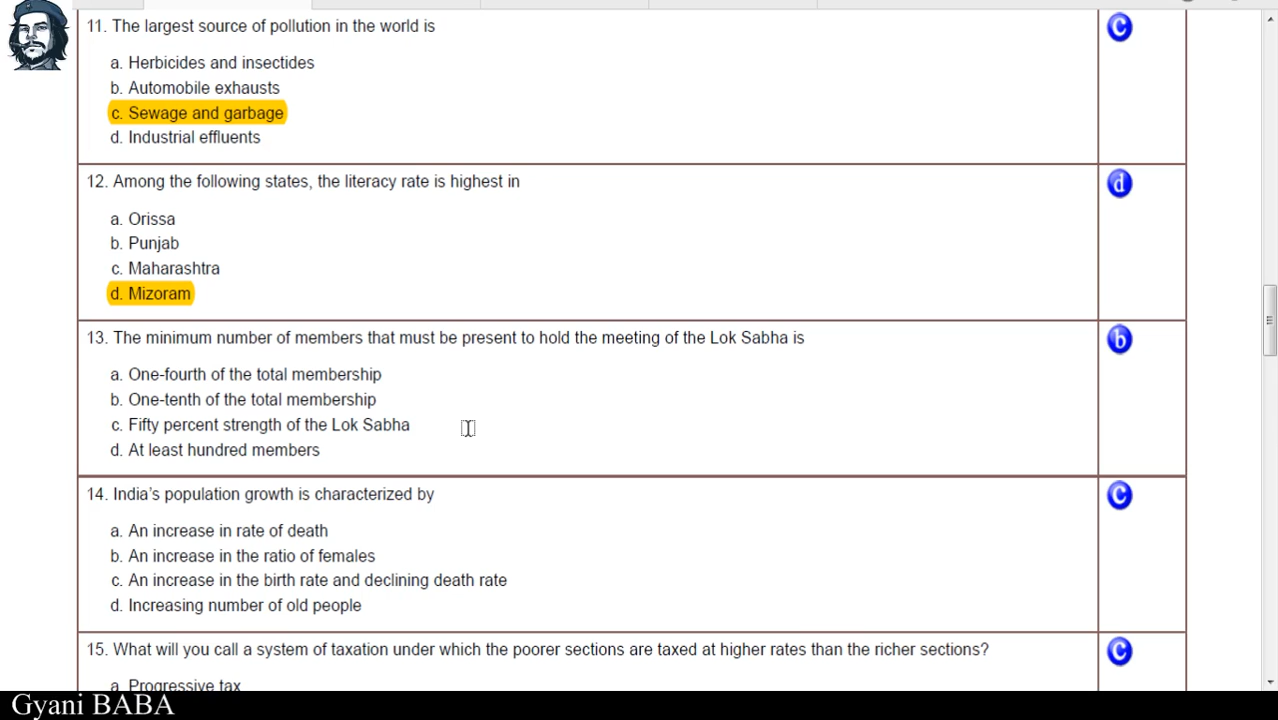 11. The largest source of pollution in the world is
C
a. Herbicides and insectides
b. Automobile exhausts
c. Sewage and garbage
d. Industrial effluents
12. Among the following states, the literacy rate is highest in
d
a. Orissa
b. Punjab
c. Maharashtra
d. Mizoram
13. The minimum number of members that must be present to hold the meeting of the Lok Sabha is
b
a. One-fourth of the total membership
b. One-tenth of the total membership
c. Fifty percent strength of the Lok Sabha
d. At least hundred members
14. India's population growth is characterized by
C
a. An increase in rate of death
b. An increase in the ratio of females
c. An increase in the birth rate and declining death rate
d. Increasing number of old people
15. What will you call a system of taxation under which the poorer sections are taxed at higher rates than the richer sections?
C
a. Progressive tax
Gyani BABA